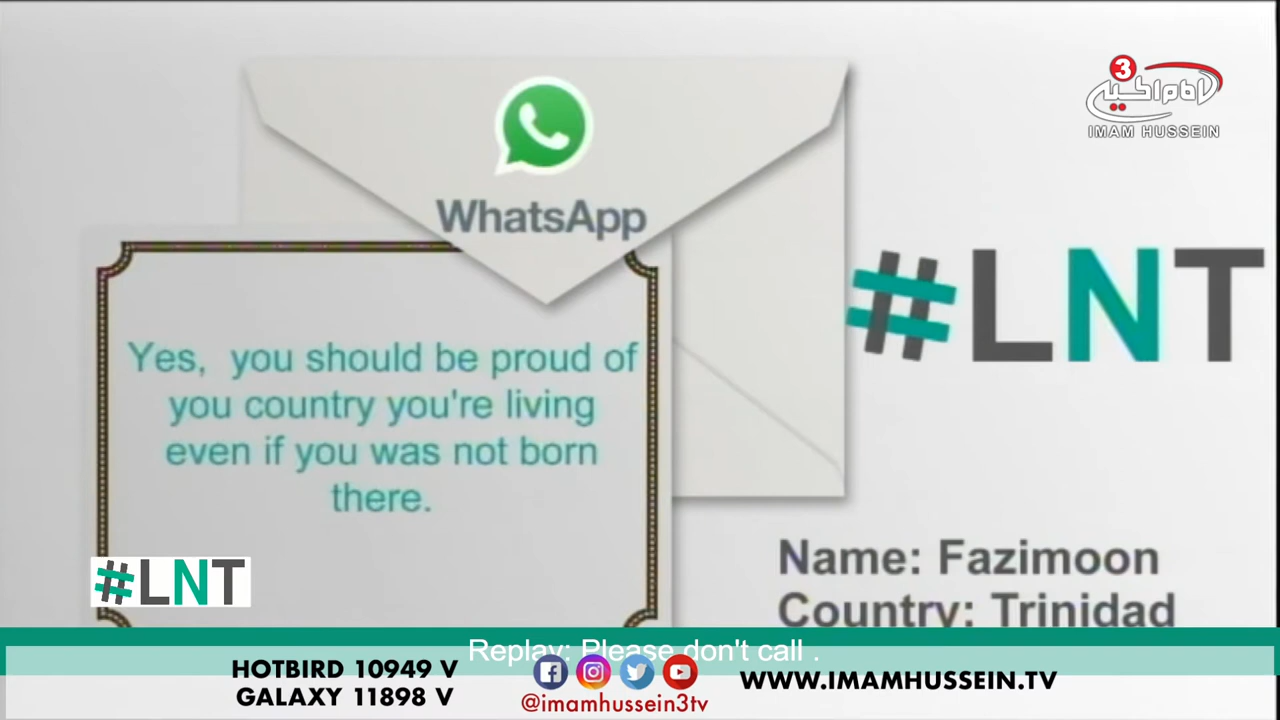 3
IMAM HUSSEIN
WhatsApp
#LNT
Yes, you should be proud of
you country you're living
even if you was not born
there.
Name: Fazimoon
Country: Trinidad
#LNT
Replay: Please don't call .
HOTBIRD 10949 V
GALAXY 11898 V
@imamhussein3tv
WWW.IMAMHUSSEIN.TV